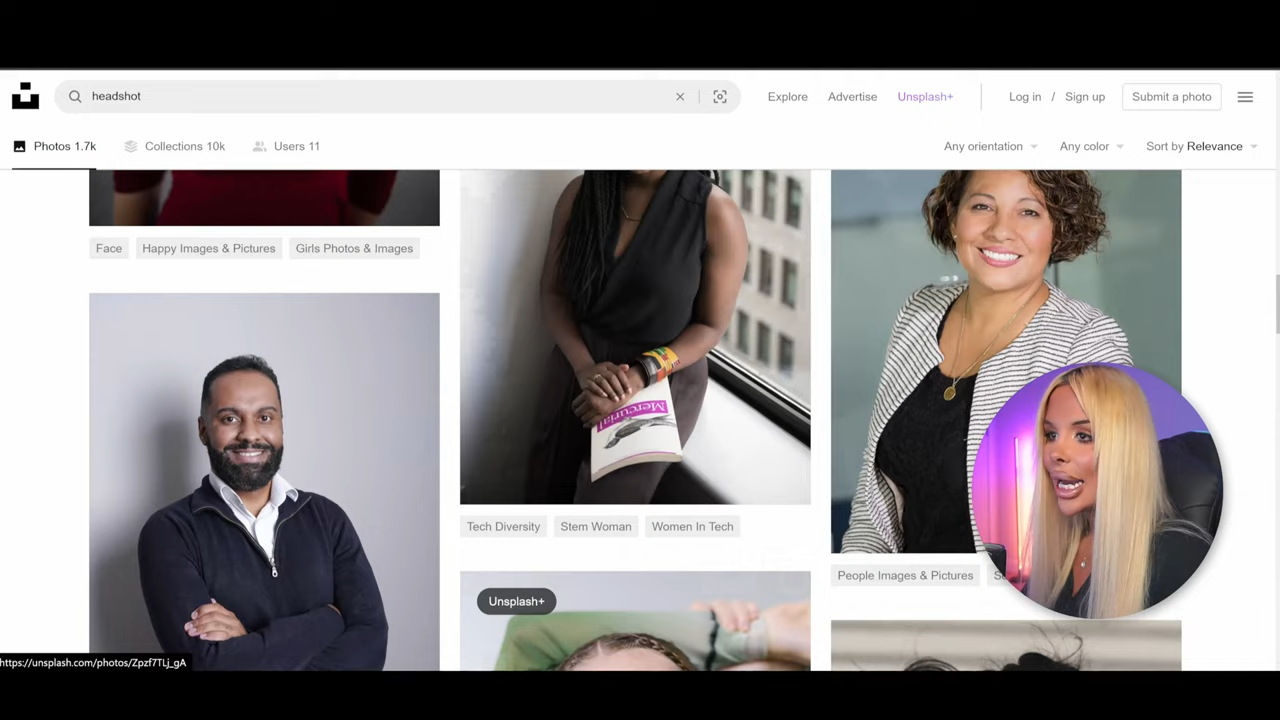 headshot
Explore
Advertise
Unsplash+
Log in / Sign up
Submit a photo
Photos 1.7k
Collections 10k
Users 11
Any orientation
Any color
Sort by Relevance
Face
Happy Images & Pictures
Girls Photos & Images
Mercurial
Tech Diversity
Stem Woman
Women In Tech
Unsplash+
People Images & Pictures
https://unsplash.com/photos/Zpzf7TLj_gA